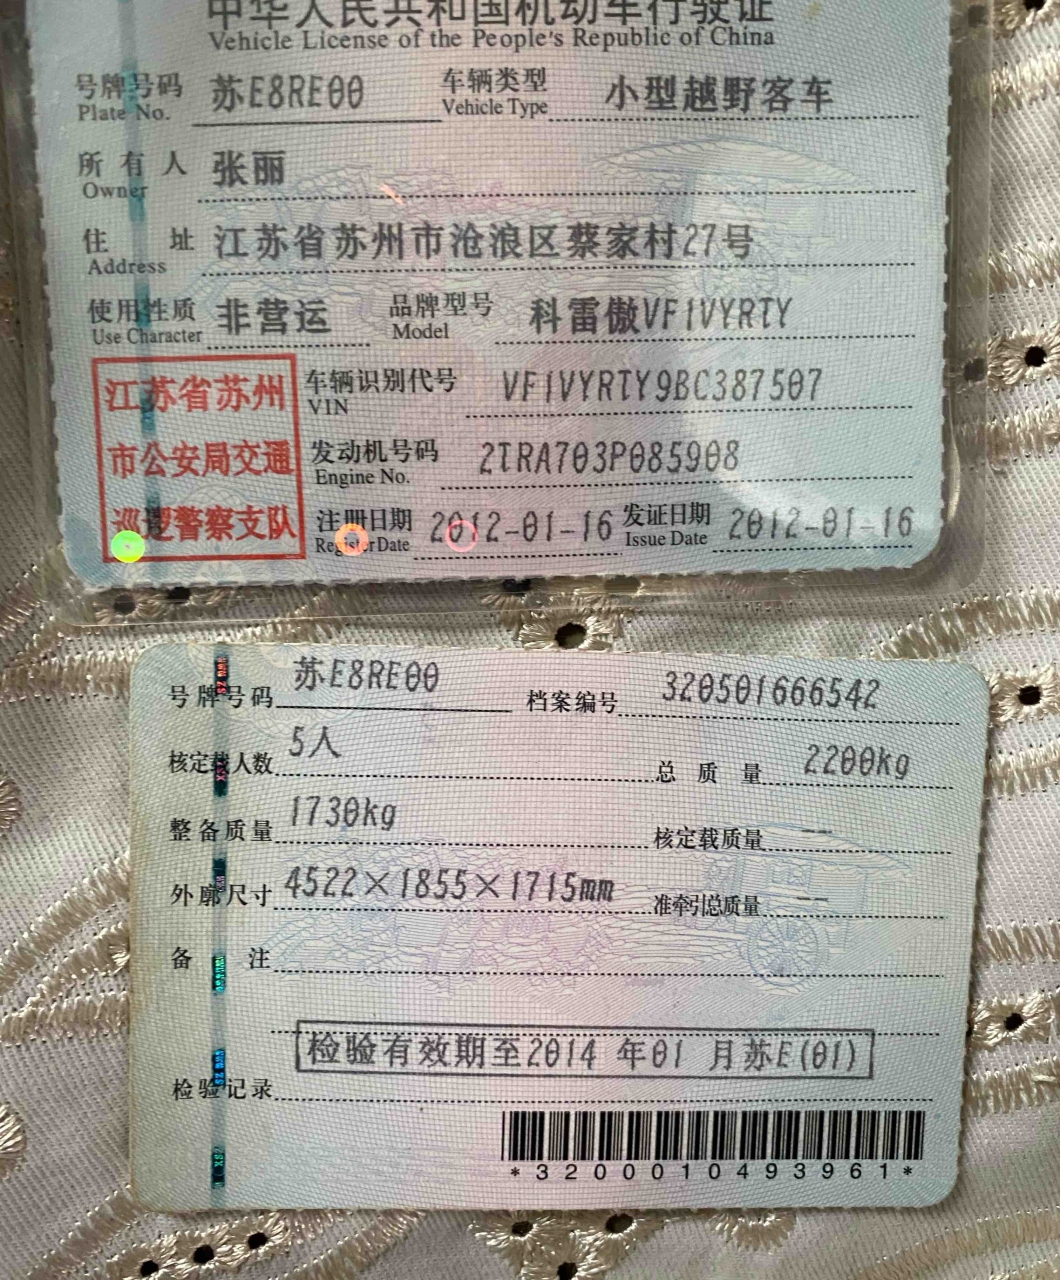 中华人民共和国机动车行驶证
Vehicle License of the People's Republic of China
号牌号码 苏E8RE00 车辆类型 小型越野客车
Plate No. Vehicle Type
所有人 张丽
Owner
住址 江苏省苏州市沧浪区蔡家村27号
Address
使用性质 非营运 品牌型号 科雷傲VF1VYRTY
Use Character Model
江苏省苏州
市公安局交通
巡逻警察支队
车辆识别代号 VF1VYRTY9BC387507
VIN
发动机号码 2TRA703P085908
Engine No.
注册日期 2012-01-16 发证日期 2012-01-16
Register Date Issue Date
号牌号码 苏E8RE00 档案编号 320501666542
核定载人数 5人 总质量 2200kg
整备质量 1730kg 核定载质量 --
外廓尺寸 4522×1855×1715mm 准牵引总质量 --
备注
检验有效期至2014 年01 月苏E(01)
检验记录
*3200010493961*